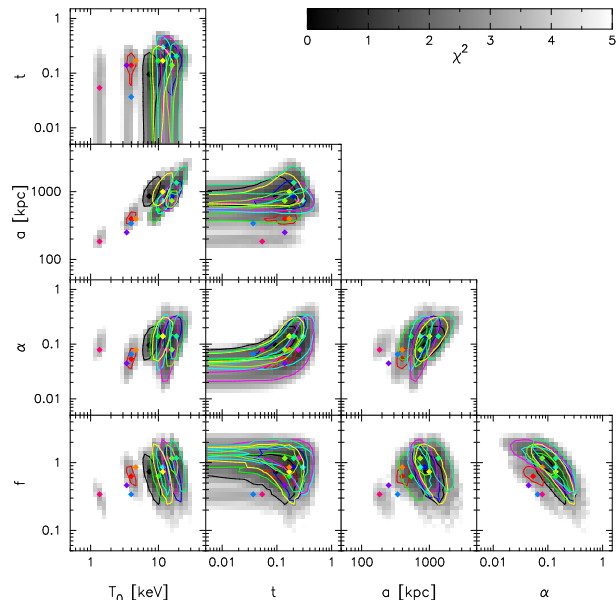 0 1 2 3 4 5
χ²
t
0.1
0.01
a [kpc]
1000
100
α
0.1
0.01
f
1
0.1
1 10
0.01 0.1 1
100 1000
0.01 0.1 1
T₀ [keV]
t
a [kpc]
α